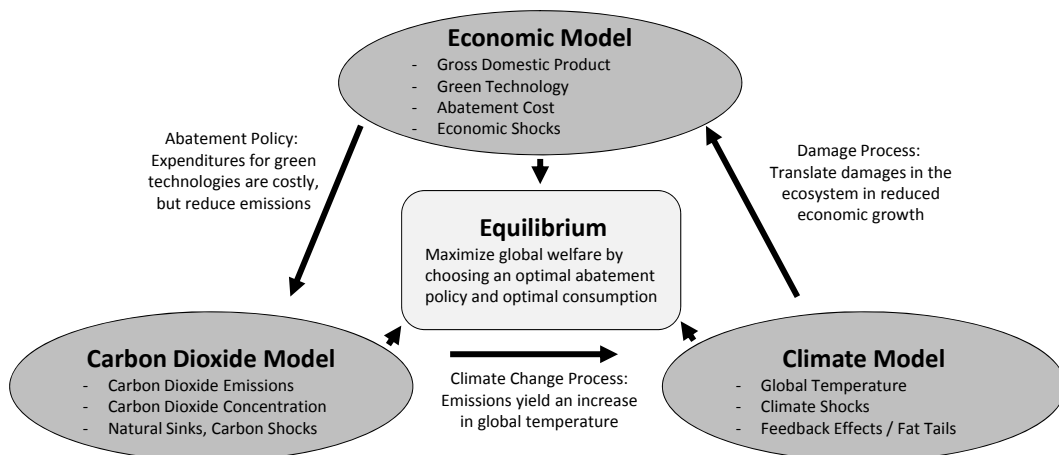 Economic Model
- Gross Domestic Product
- Green Technology
- Abatement Cost
- Economic Shocks
Abatement Policy:
Expenditures for green
technologies are costly,
but reduce emissions
Damage Process:
Translate damages in the
ecosystem in reduced
economic growth
Equilibrium
Maximize global welfare by
choosing an optimal abatement
policy and optimal consumption
Carbon Dioxide Model
- Carbon Dioxide Emissions
- Carbon Dioxide Concentration
- Natural Sinks, Carbon Shocks
Climate Change Process:
Emissions yield an increase
in global temperature
Climate Model
- Global Temperature
- Climate Shocks
- Feedback Effects / Fat Tails